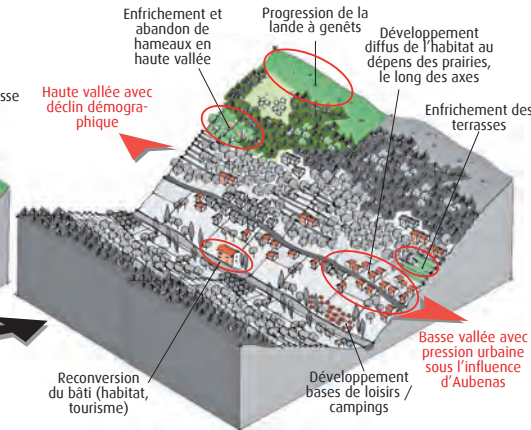 Enfrichement et
abandon de
hameaux en
haute vallée
Progression de la
lande à genêts
Développement
diffus de l'habitat au
dépens des prairies,
le long des axes
Haute vallée avec
déclin démogra-
phique
Enfrichement des
terrasses
Reconversion
du bâti (habitat,
tourisme)
Développement
bases de loisirs /
campings
Basse vallée avec
pression urbaine
sous l'influence
d'Aubenas